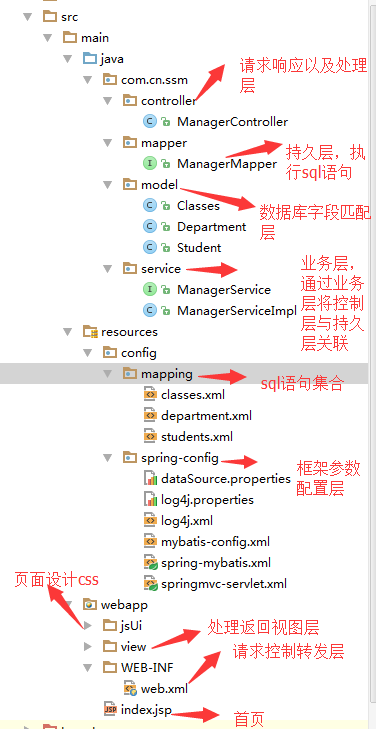 src
main
java
请求响应以及处理
层
com.cn.ssm
controller
ManagerController
mapper
持久层，执
行sql语句
ManagerMapper
model
Classes
数据库字段匹配
层
Department
Student
service
业务层，
通过业务
层将控制
层与持久
层关联
ManagerService
ManagerServiceImpl
resources
config
mapping
sql语句集合
classes.xml
department.xml
students.xml
spring-config
框架参数
配置层
dataSource.properties
log4j.properties
log4j.xml
mybatis-config.xml
spring-mybatis.xml
springmvc-servlet.xml
页面设计css
webapp
jsUi
处理返回视图层
view
请求控制转发层
WEB-INF
web.xml
index.jsp
首页